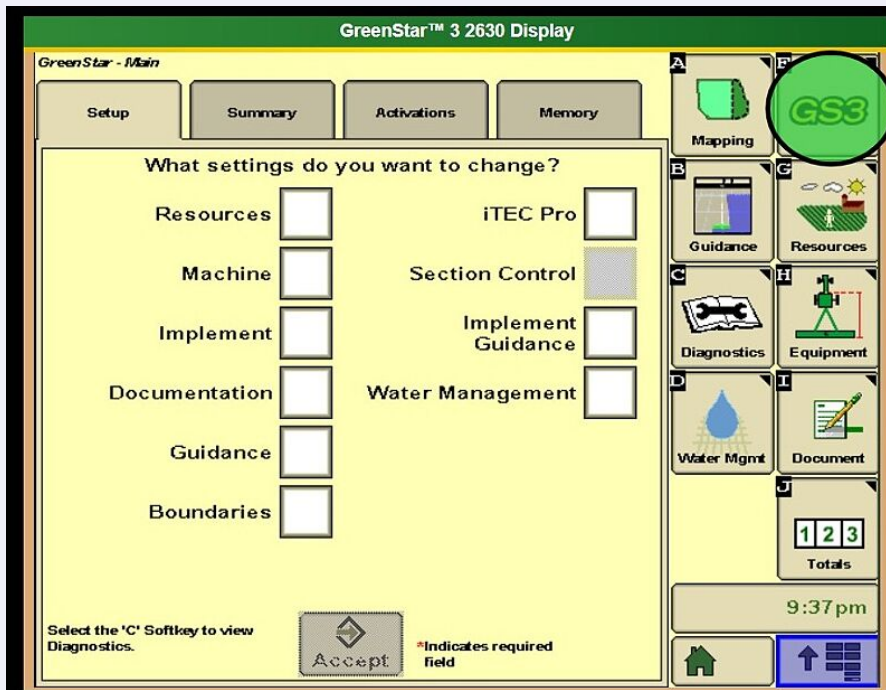 GreenStar™ 3 2630 Display
GreenStar - Main
Setup
Summary
Activations
Memory
What settings do you want to change?
Resources
iTEC Pro
Machine
Section Control
Implement
Implement
Guidance
Documentation
Water Management
Guidance
Boundaries
Select the 'C' Softkey to view
Diagnostics.
Accept
*Indicates required
field
A
Mapping
F
GS3
B
Guidance
G
Resources
C
Diagnostics
H
Equipment
D
Water Mgmt
I
Document
J
1 2 3
Totals
9:37pm